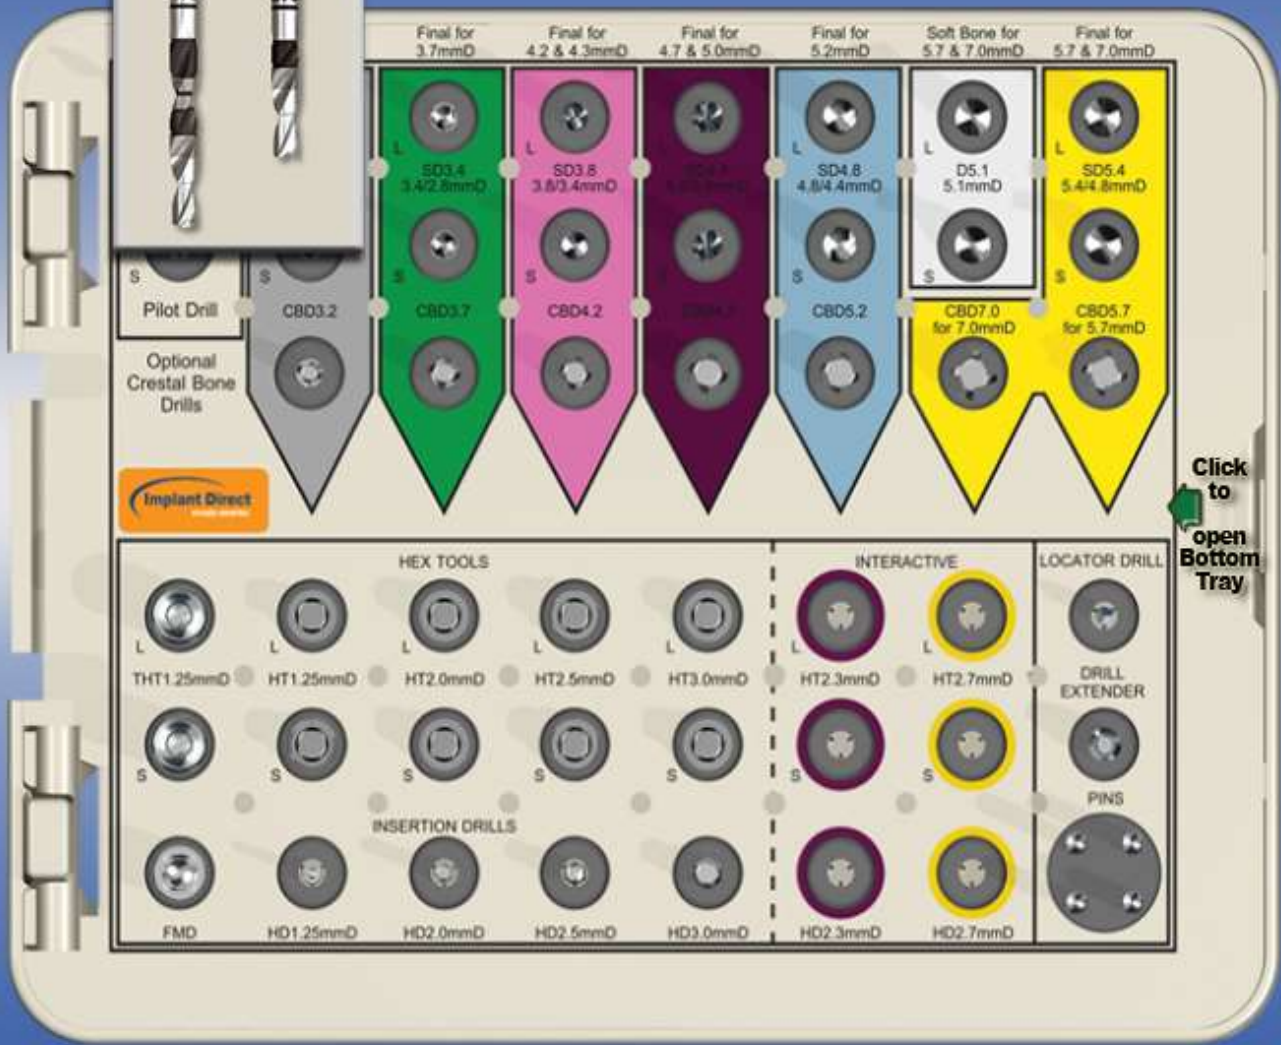 Final for
3.7mmD
Final for
4.2 & 4.3mmD
Final for
4.7 & 5.0mmD
Final for
5.2mmD
Soft Bone for
5.7 & 7.0mmD
Final for
5.7 & 7.0mmD
L
L
L
L
L
SD3.4
3.4/2.8mmD
SD3.8
3.8/3.4mmD
SD4.8
4.8/4.4mmD
D5.1
5.1mmD
SD5.4
5.4/4.8mmD
S
S
S
S
S
S
S
Pilot Drill
CBD3.2
CBD3.7
CBD4.2
CBD5.2
CBD7.0
for 7.0mmD
CBD5.7
for 5.7mmD
Optional
Crestal Bone
Drills
Implant Direct
Click
to
open
Bottom
Tray
HEX TOOLS
INTERACTIVE
LOCATOR DRILL
L
L
L
L
L
L
L
THT1.25mmD
HT1.25mmD
HT2.0mmD
HT2.5mmD
HT3.0mmD
HT2.3mmD
HT2.7mmD
DRILL
EXTENDER
S
S
S
S
S
S
S
PINS
INSERTION DRILLS
FMD
HD1.25mmD
HD2.0mmD
HD2.5mmD
HD3.0mmD
HD2.3mmD
HD2.7mmD